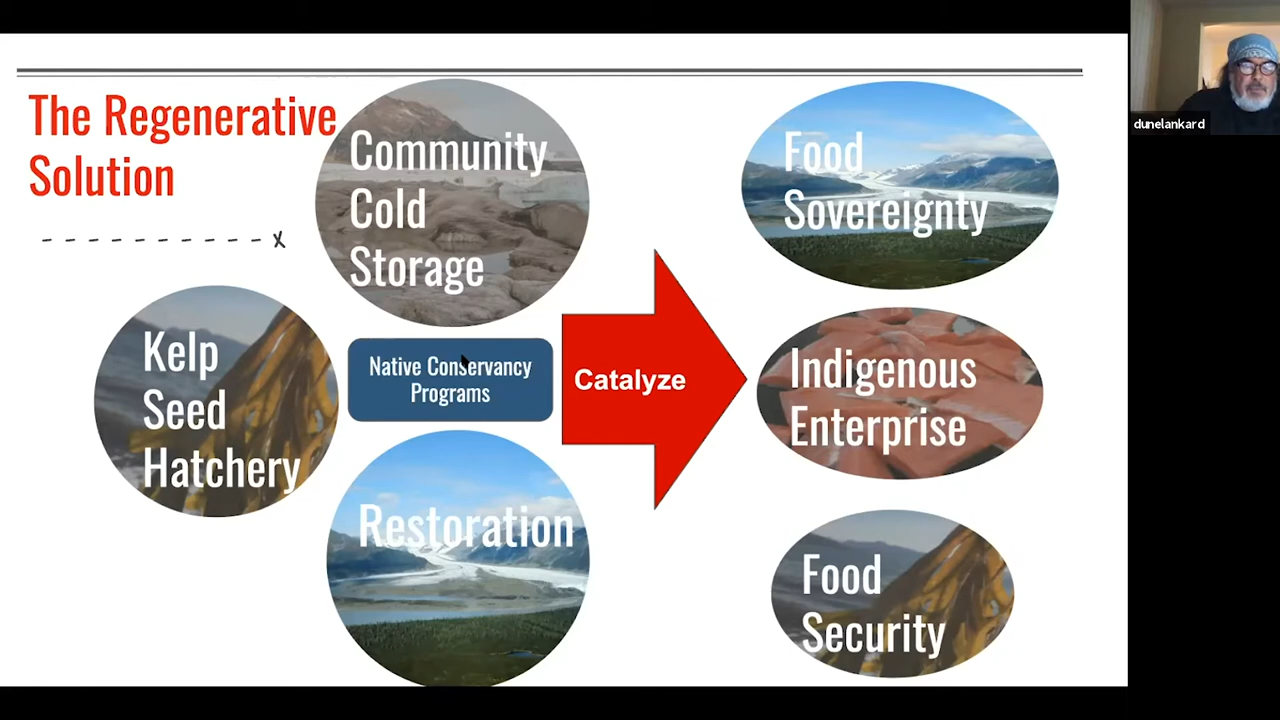 The Regenerative
Solution
x
Community
Cold
Storage
Kelp
Seed
Hatchery
Native Conservancy
Programs
Restoration
Catalyze
Food
Sovereignty
Indigenous
Enterprise
Food
Security
dunelankard